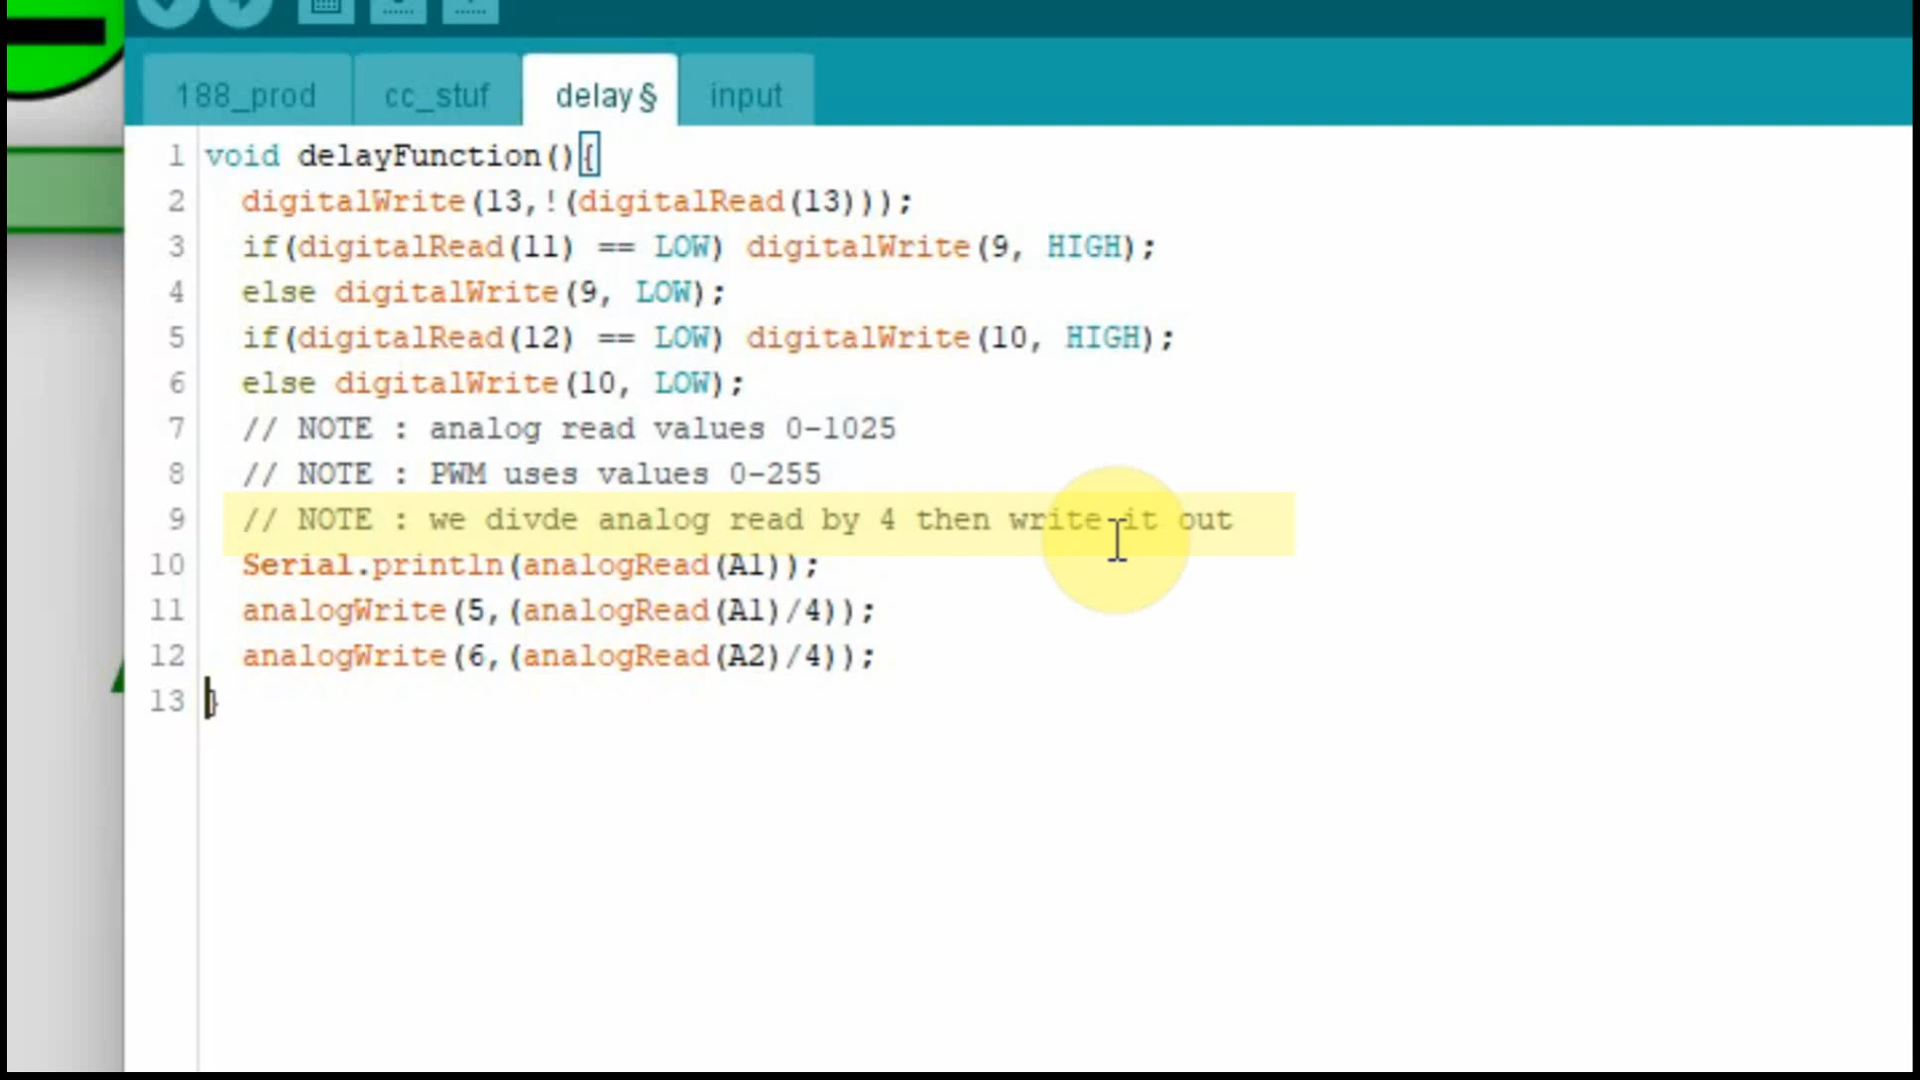 188_prod cc_stuf delay§ input
1 void delayFunction(){
2 digitalWrite(13,!(digitalRead(13)));
3 if(digitalRead(11) == LOW) digitalWrite(9, HIGH);
4 else digitalWrite(9, LOW);
5 if(digitalRead(12) == LOW) digitalWrite(10, HIGH);
6 else digitalWrite(10, LOW);
7 // NOTE : analog read values 0-1025
8 // NOTE : PWM uses values 0-255
9 // NOTE : we divde analog read by 4 then write it out
10 Serial.println(analogRead(A1));
11 analogWrite(5,(analogRead(A1)/4));
12 analogWrite(6,(analogRead(A2)/4));
13 }